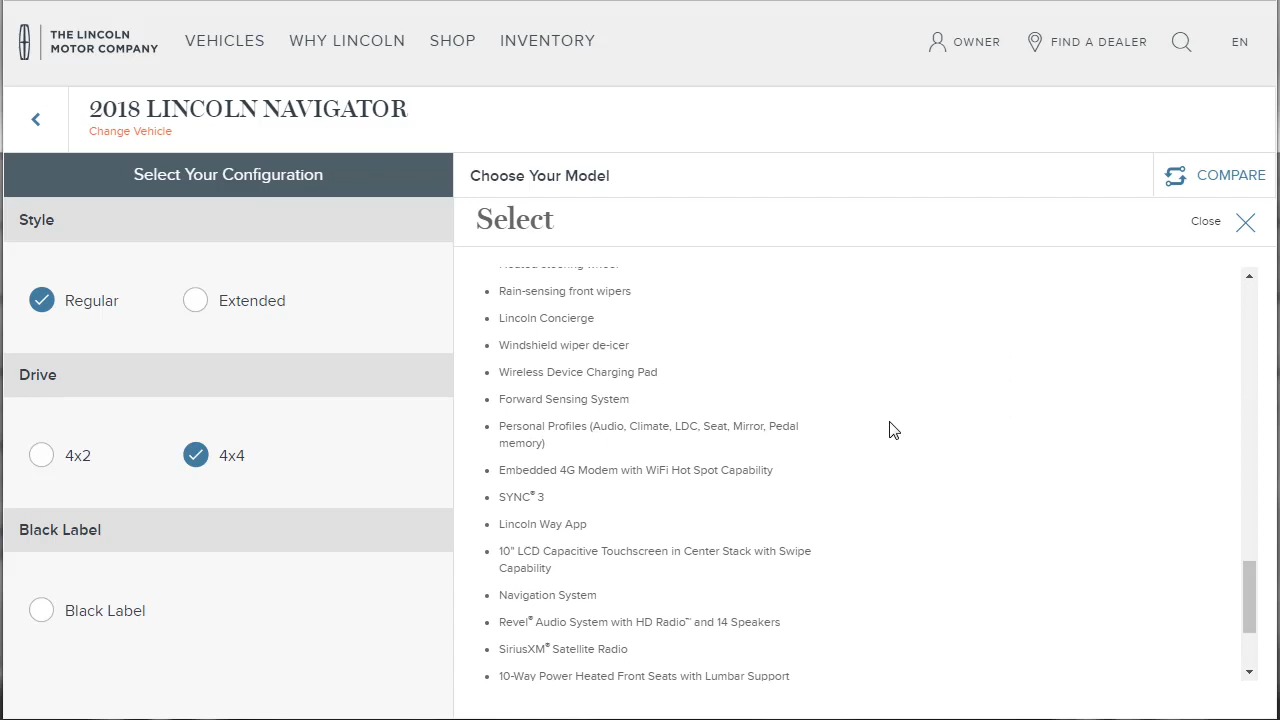 THE LINCOLN
MOTOR COMPANY
VEHICLES
WHY LINCOLN
SHOP
INVENTORY
OWNER
FIND A DEALER
EN
2018 LINCOLN NAVIGATOR
Change Vehicle
Select Your Configuration
Choose Your Model
COMPARE
Style
Regular
Extended
Drive
4x2
4x4
Black Label
Black Label
Select
Close
Heated steering wheel
Rain-sensing front wipers
Lincoln Concierge
Windshield wiper de-icer
Wireless Device Charging Pad
Forward Sensing System
Personal Profiles (Audio, Climate, LDC, Seat, Mirror, Pedal
memory)
Embedded 4G Modem with WiFi Hot Spot Capability
SYNC® 3
Lincoln Way App
10" LCD Capacitive Touchscreen in Center Stack with Swipe
Capability
Navigation System
Revel® Audio System with HD Radio™ and 14 Speakers
SiriusXM® Satellite Radio
10-Way Power Heated Front Seats with Lumbar Support